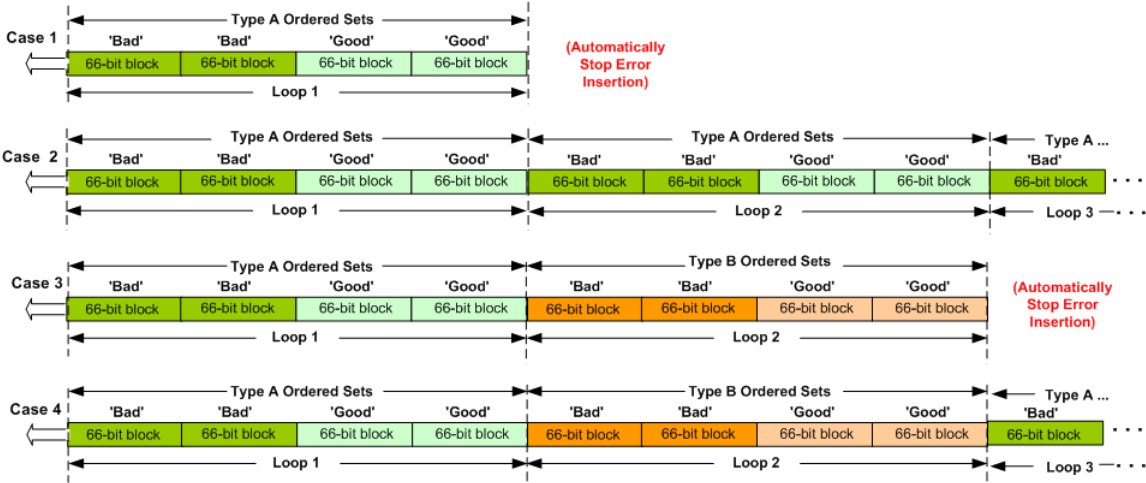 Type A Ordered Sets
Case 1 'Bad' 'Bad' 'Good' 'Good' (Automatically
66-bit block 66-bit block 66-bit block 66-bit block Stop Error
Loop 1 Insertion)
Type A Ordered Sets Type A Ordered Sets Type A ...
Case 2 'Bad' 'Bad' 'Good' 'Good' 'Bad' 'Bad' 'Good' 'Good' 'Bad'
66-bit block 66-bit block 66-bit block 66-bit block 66-bit block 66-bit block 66-bit block 66-bit block 66-bit block . . .
Loop 1 Loop 2 Loop 3 . . .
Type A Ordered Sets Type B Ordered Sets
Case 3 'Bad' 'Bad' 'Good' 'Good' 'Bad' 'Bad' 'Good' 'Good' (Automatically
66-bit block 66-bit block 66-bit block 66-bit block 66-bit block 66-bit block 66-bit block 66-bit block Stop Error
Loop 1 Loop 2 Insertion)
Type A Ordered Sets Type B Ordered Sets Type A ...
Case 4 'Bad' 'Bad' 'Good' 'Good' 'Bad' 'Bad' 'Good' 'Good' 'Bad'
66-bit block 66-bit block 66-bit block 66-bit block 66-bit block 66-bit block 66-bit block 66-bit block 66-bit block . . .
Loop 1 Loop 2 Loop 3 . . .